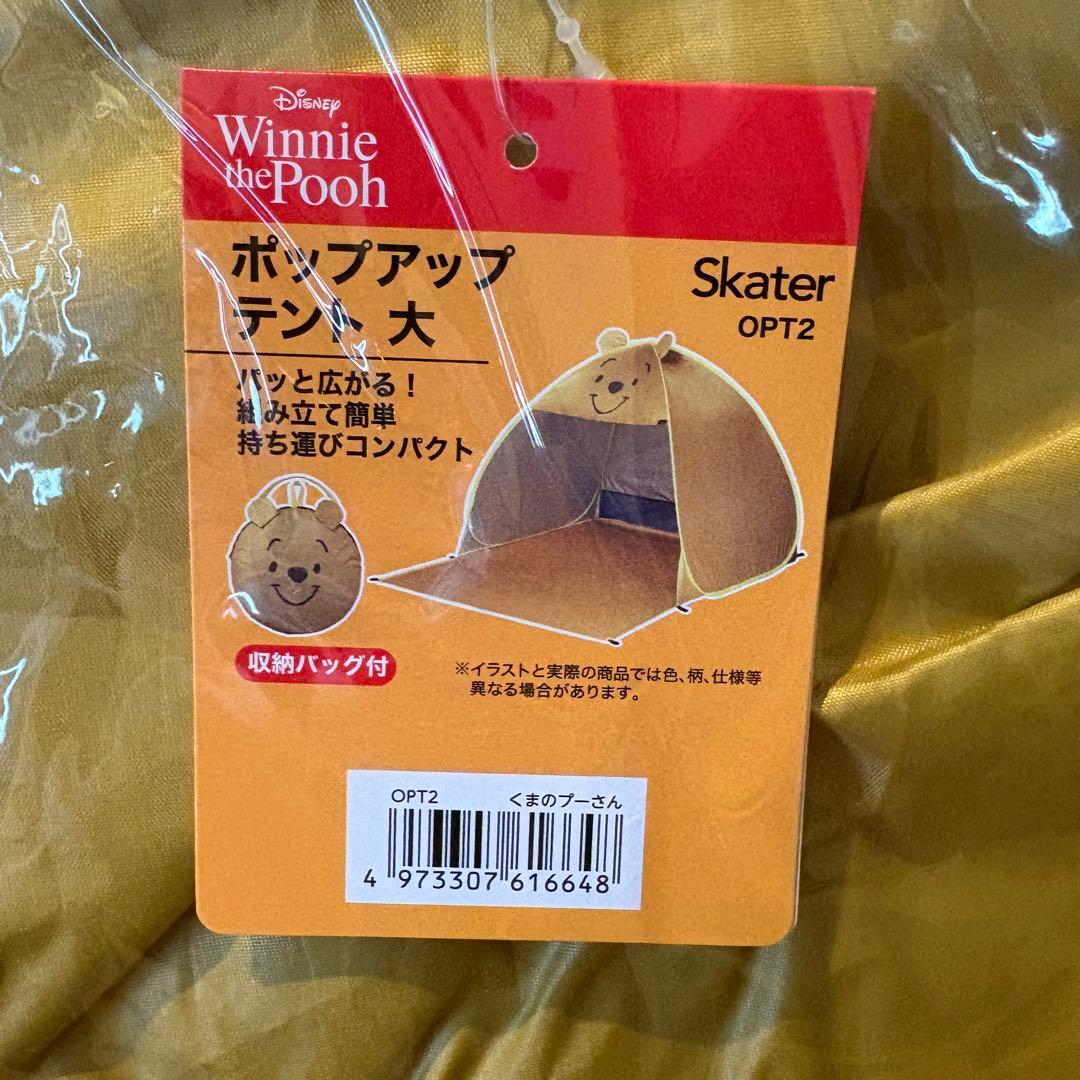 Disney
Winnie
the Pooh
ポップアップ
テント 大
Skater
OPT2
パッと広がる！
組み立て簡単
持ち運びコンパクト
収納バッグ付
※イラストと実際の商品では色、柄、仕様等
異なる場合があります。
OPT2 くまのプーさん
4 973307 616648